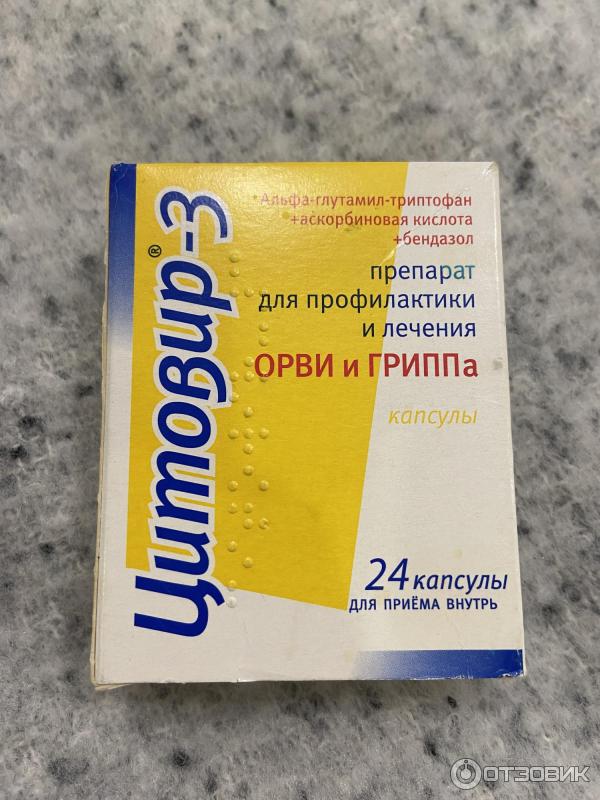 Цитовир®-3
Альфа-глутамил-триптофан
+аскорбиновая кислота
+бендазол
препарат
для профилактики
и лечения
ОРВИ и ГРИППа
капсулы
24 капсулы
для приёма внутрь
ОТЗОВИК